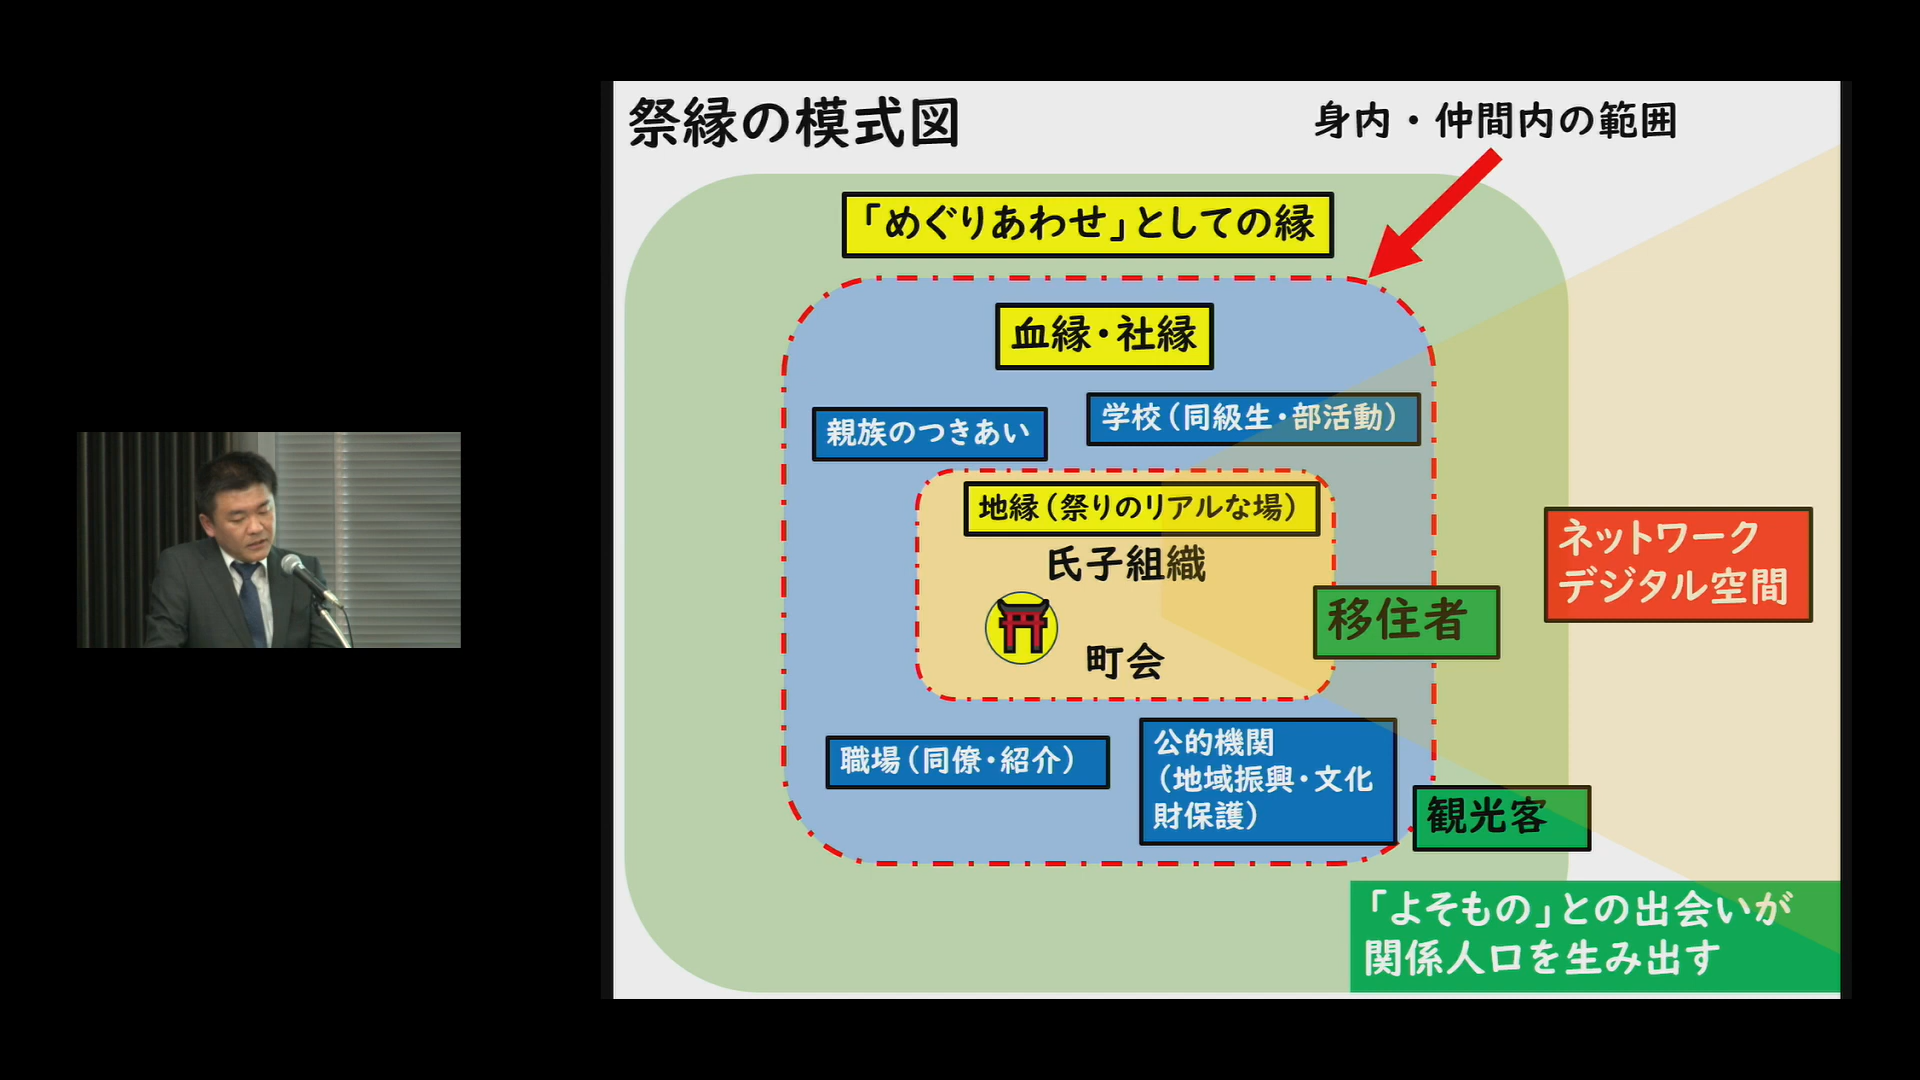 祭縁の模式図
身内・仲間内の範囲
「めぐりあわせ」としての縁
血縁・社縁
親族のつきあい
学校（同級生・部活動）
地縁（祭りのリアルな場）
氏子組織
町会
移住者
ネットワーク
デジタル空間
職場（同僚・紹介）
公的機関
（地域振興・文化
財保護）
観光客
「よそもの」との出会いが
関係人口を生み出す